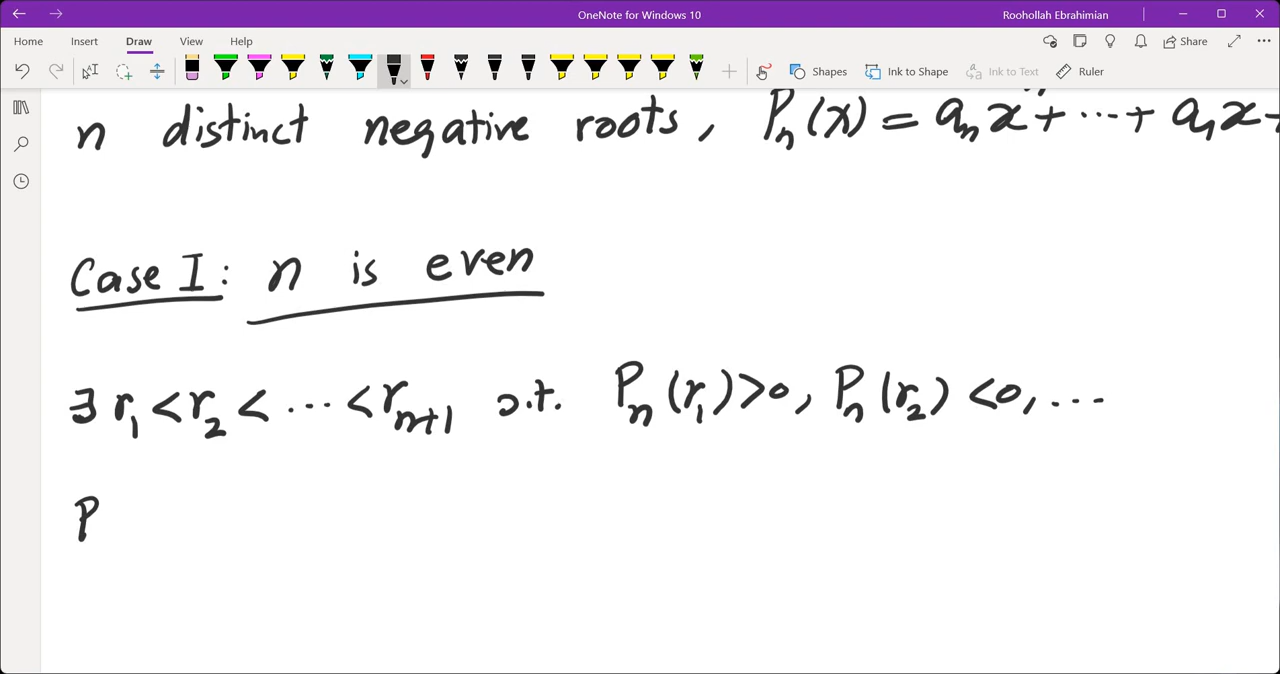 OneNote for Windows 10
Roohollah Ebrahimian
Home Insert Draw View Help
Share
Shapes Ink to Shape Ink to Text Ruler
n distinct negative roots, Pₙ(x) = aₙxⁿ + ⋯ + a₁x +
Case I: n is even
∃ r₁ < r₂ < ⋯ < rₙ₊₁ s.t. Pₙ(r₁) > 0, Pₙ(r₂) < 0, ⋯
P